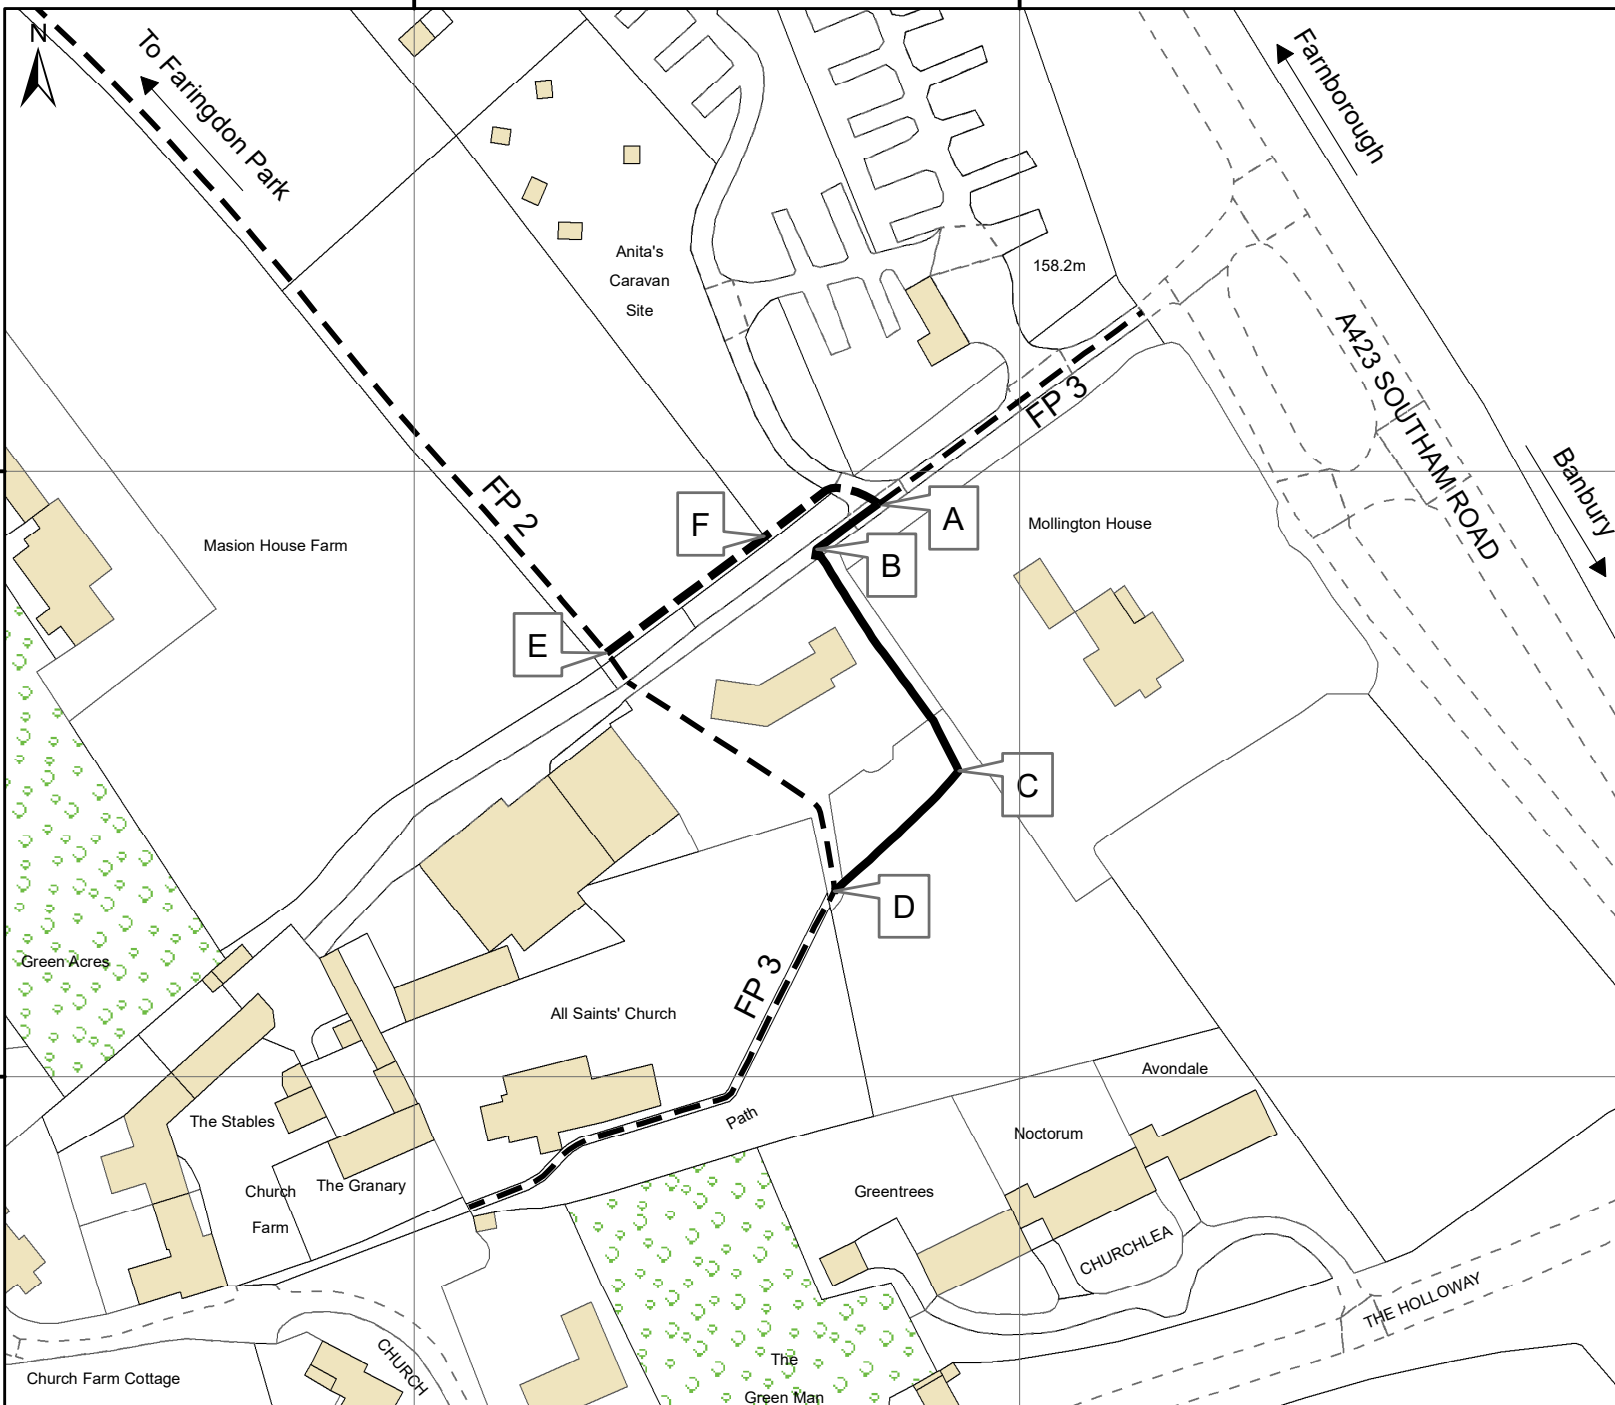 N
To Faringdon Park
Farnborough
Anita's
Caravan
Site
158.2m
A423 SOUTHAM ROAD
FP 3
Banbury
FP 2
F
A
Mollington House
Masion House Farm
B
E
C
D
Green Acres
FP 3
All Saints' Church
Avondale
Path
The Stables
Noctorum
The Granary
Church
Farm
Greentrees
CHURCHLEA
THE HOLLOWAY
CHURCH
Church Farm Cottage
The
Green Man